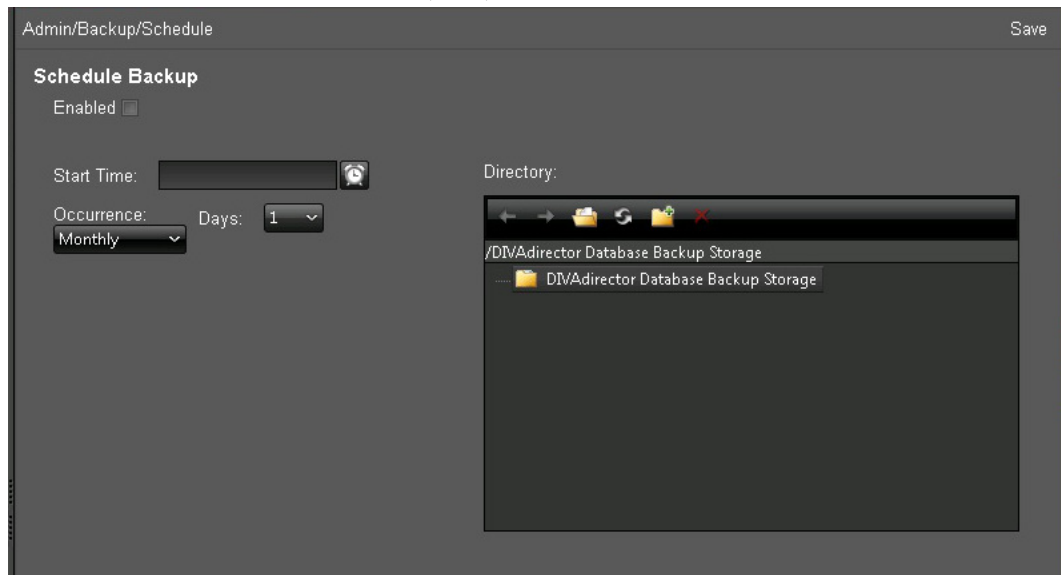 Admin/Backup/Schedule Save
Schedule Backup
Enabled
Start Time:
Occurrence: Days: 1
Monthly
Directory:
/DIVAdirector Database Backup Storage
DIVAdirector Database Backup Storage